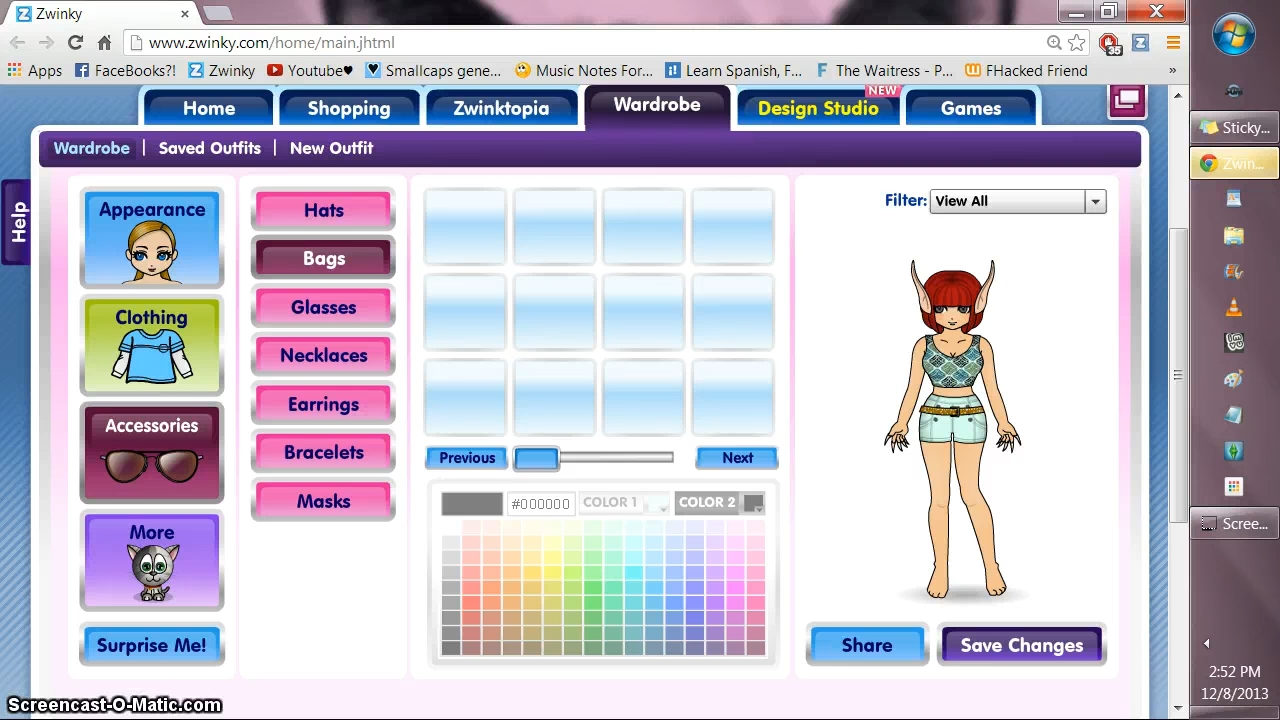 Zwinky
www.zwinky.com/home/main.jhtml
35
Z
Apps
FaceBooks?!
Zwinky
Youtube♥
Smallcaps gene...
Music Notes For...
Learn Spanish, F...
The Waitress - P...
FHacked Friend
»
Home
Shopping
Zwinktopia
Wardrobe
Design Studio
NEW
Games
Wardrobe | Saved Outfits | New Outfit
Help
Appearance
Clothing
Accessories
More
Surprise Me!
Hats
Bags
Glasses
Necklaces
Earrings
Bracelets
Masks
Previous
Next
#000000
COLOR 1
COLOR 2
Filter: View All
Share
Save Changes
Sticky...
Zwin...
Scree...
2:52 PM
12/8/2013
Screencast-O-Matic.com